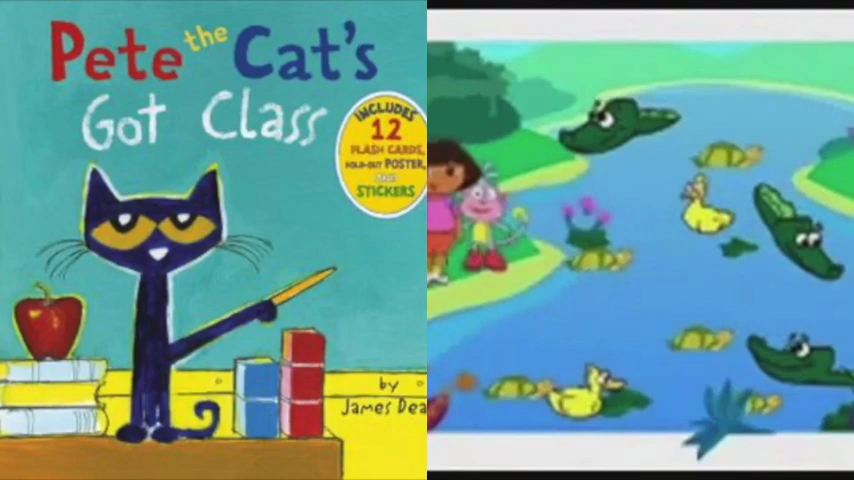 Pete the Cat's
Got Class
INCLUDES
12
FLASH CARDS,
FOLD-OUT POSTER,
AND
STICKERS
by
James Dea